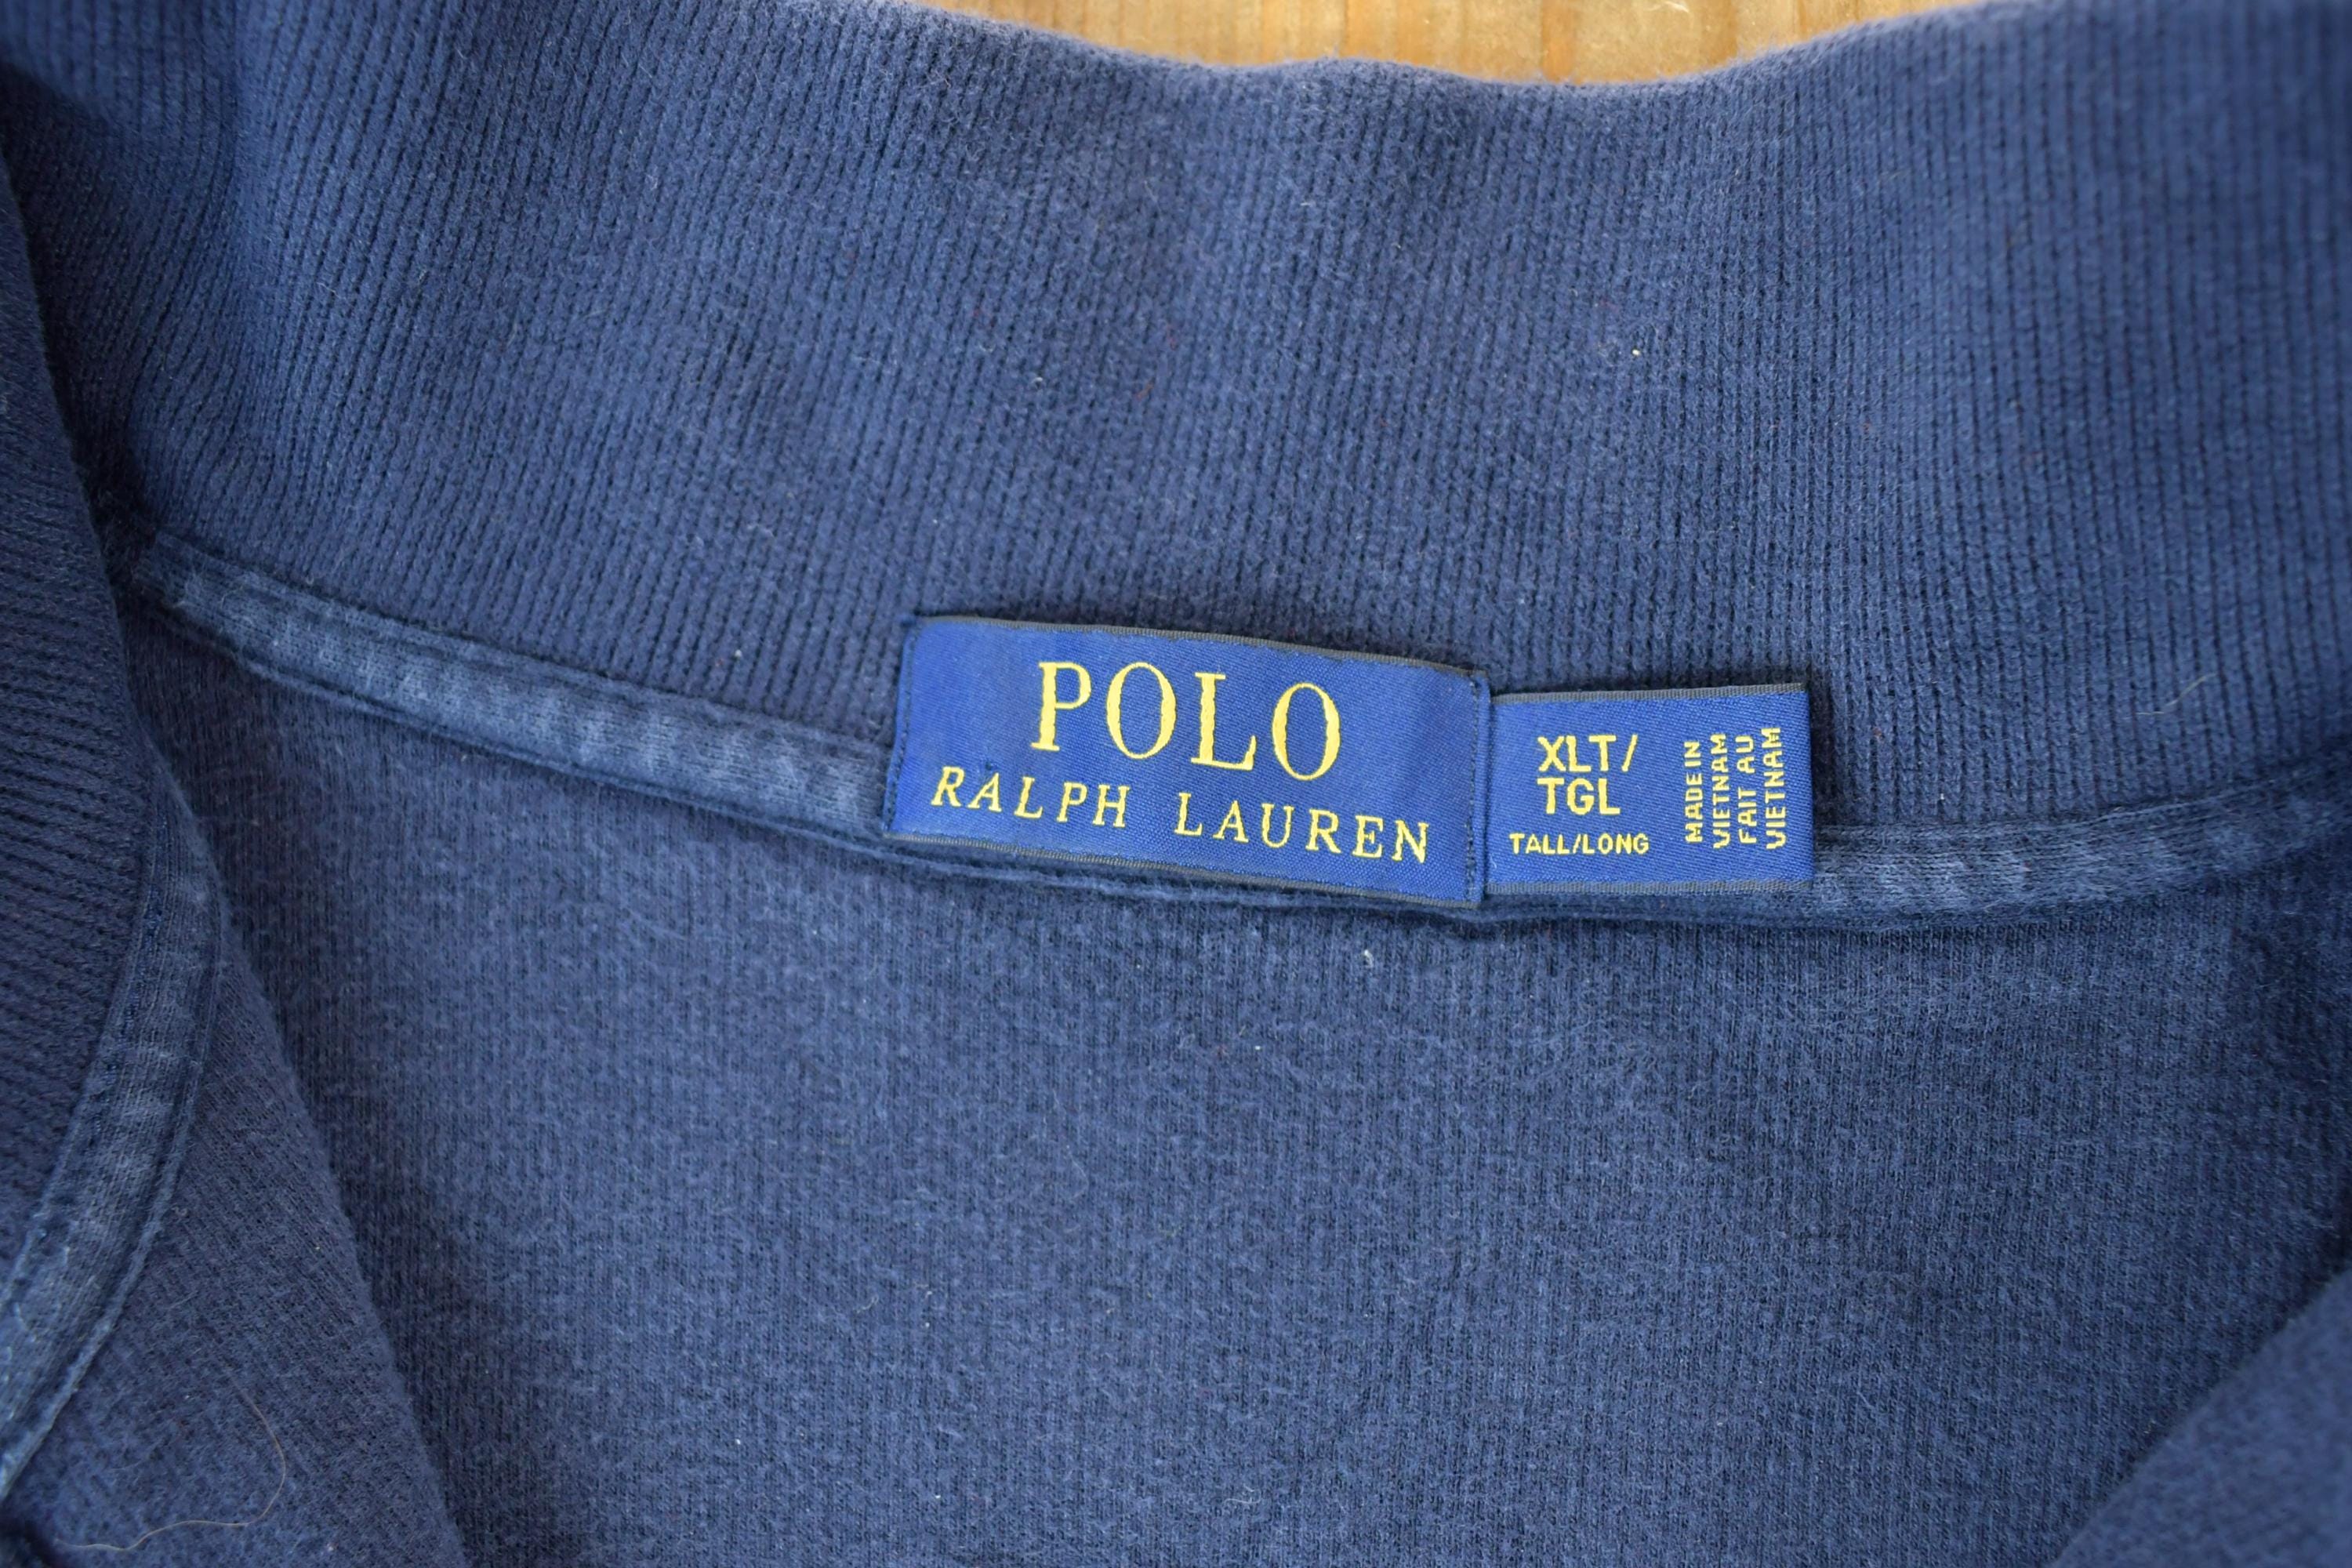 POLO
RALPH LAUREN
XLT/
TGL
TALL/LONG
MADE IN
VIETNAM
FAIT AU
VIETNAM